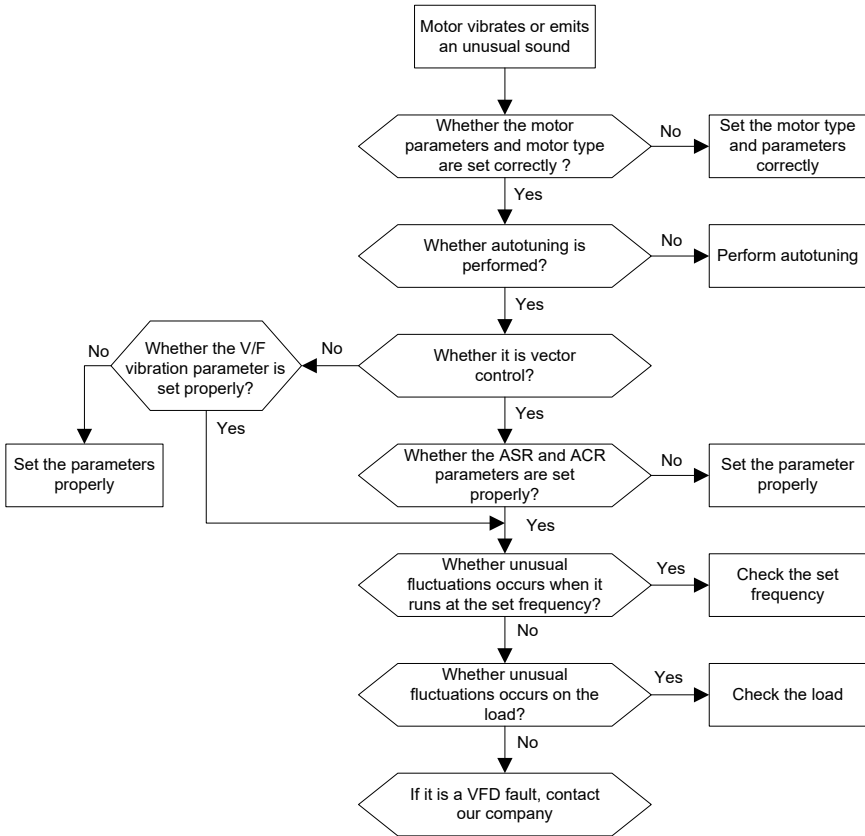 Motor vibrates or emits
an unusual sound
Whether the motor
parameters and motor type
are set correctly ?
No
Set the motor type
and parameters
correctly
Yes
Whether autotuning is
performed?
No
Perform autotuning
Yes
Whether it is vector
control?
No
Whether the V/F
vibration parameter is
set properly?
No
Set the parameters
properly
Yes
Yes
Whether the ASR and ACR
parameters are set
properly?
No
Set the parameter
properly
Yes
Whether unusual
fluctuations occurs when it
runs at the set frequency?
Yes
Check the set
frequency
No
Whether unusual
fluctuations occurs on the
load?
Yes
Check the load
No
If it is a VFD fault, contact
our company